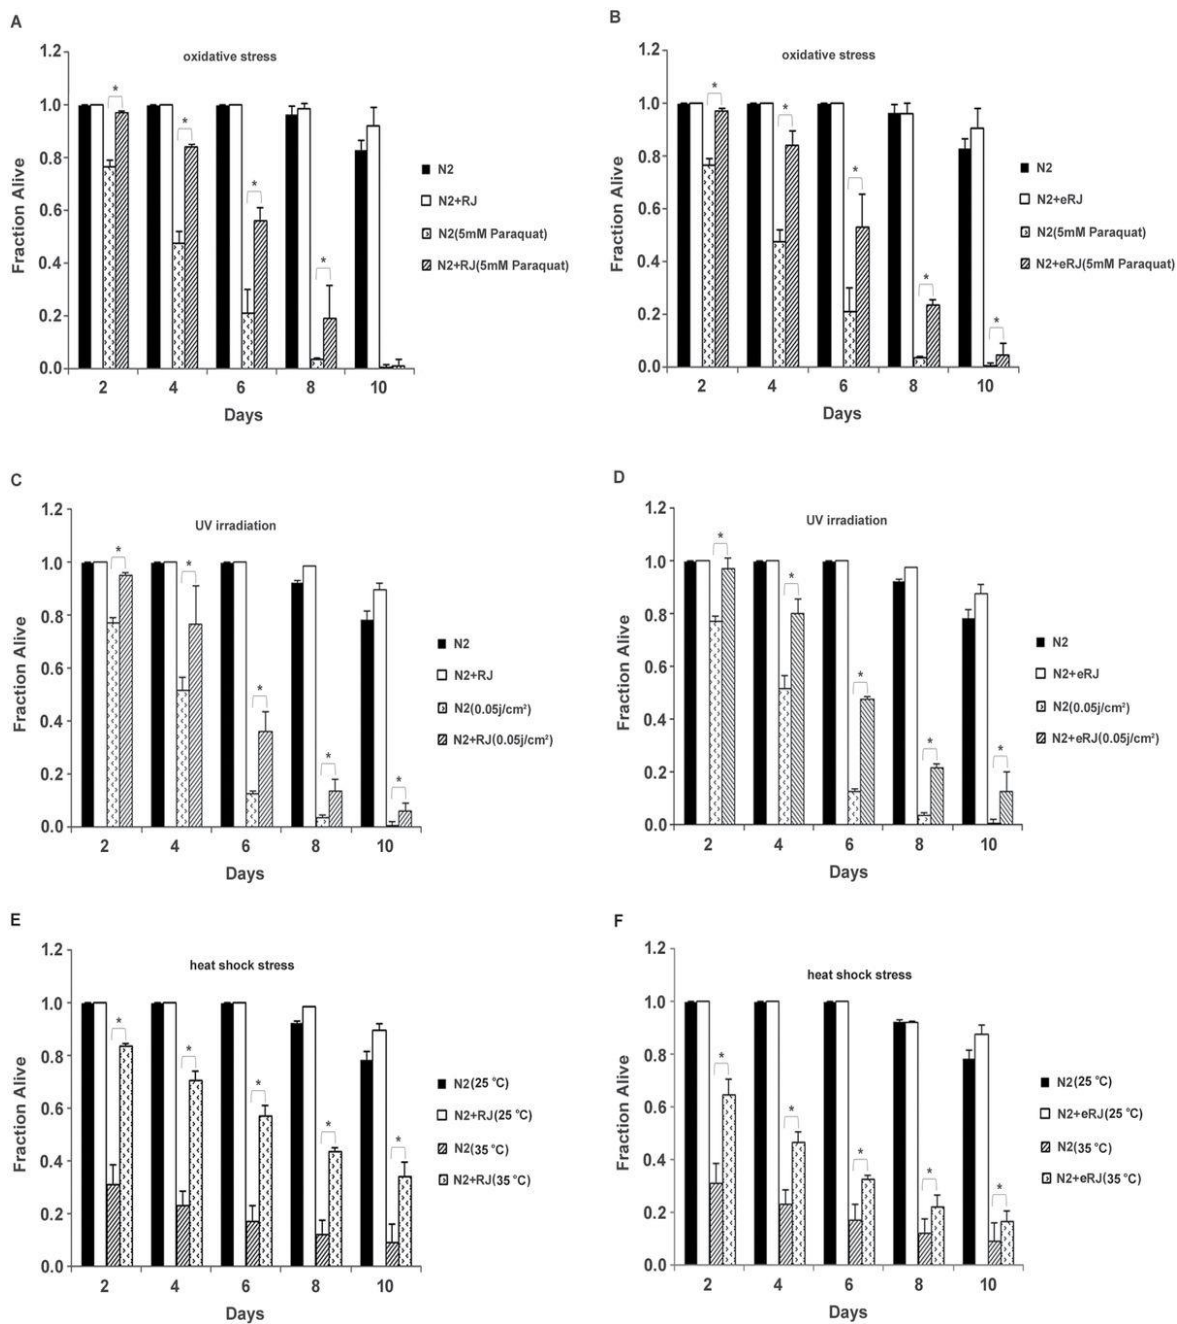 A
oxidative stress
1.2
1.0
0.8
0.6
0.4
0.2
0.0
Fraction Alive
*
*
*
*
2 4 6 8 10
Days
N2
N2+RJ
N2(5mM Paraquat)
N2+RJ(5mM Paraquat)
B
oxidative stress
1.2
1.0
0.8
0.6
0.4
0.2
0.0
Fraction Alive
*
*
*
*
*
2 4 6 8 10
Days
N2
N2+eRJ
N2(5mM Paraquat)
N2+eRJ(5mM Paraquat)
C
UV irradiation
1.2
1.0
0.8
0.6
0.4
0.2
0.0
Fraction Alive
*
*
*
*
*
2 4 6 8 10
Days
N2
N2+RJ
N2(0.05j/cm²)
N2+RJ(0.05j/cm²)
D
UV irradiation
1.2
1.0
0.8
0.6
0.4
0.2
0.0
Fraction Alive
*
*
*
*
*
2 4 6 8 10
Days
N2
N2+eRJ
N2(0.05j/cm²)
N2+eRJ(0.05j/cm²)
E
heat shock stress
1.2
1.0
0.8
0.6
0.4
0.2
0.0
Fraction Alive
*
*
*
*
*
2 4 6 8 10
Days
N2(25 °C)
N2+RJ(25 °C)
N2(35 °C)
N2+RJ(35 °C)
F
heat shock stress
1.2
1.0
0.8
0.6
0.4
0.2
0.0
Fraction Alive
*
*
*
*
*
2 4 6 8 10
Days
N2(25 °C)
N2+eRJ(25 °C)
N2(35 °C)
N2+eRJ(35 °C)